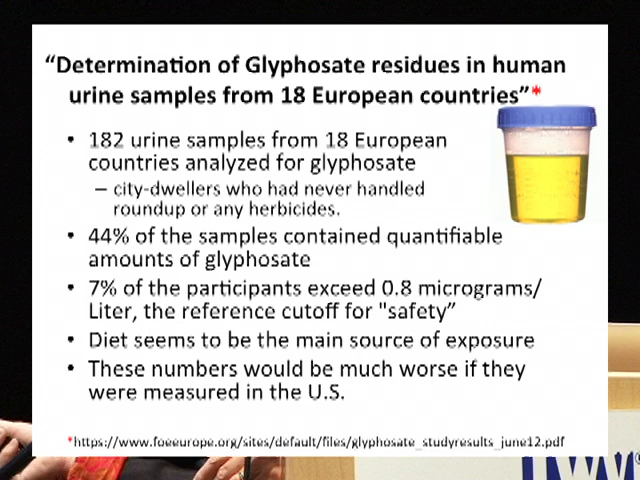 “Determination of Glyphosate residues in human
urine samples from 18 European countries”*
• 182 urine samples from 18 European
countries analyzed for glyphosate
– city-dwellers who had never handled
roundup or any herbicides.
• 44% of the samples contained quantifiable
amounts of glyphosate
• 7% of the participants exceed 0.8 micrograms/
Liter, the reference cutoff for "safety”
• Diet seems to be the main source of exposure
• These numbers would be much worse if they
were measured in the U.S.
*https://www.foeeurope.org/sites/default/files/glyphosate_studyresults_june12.pdf